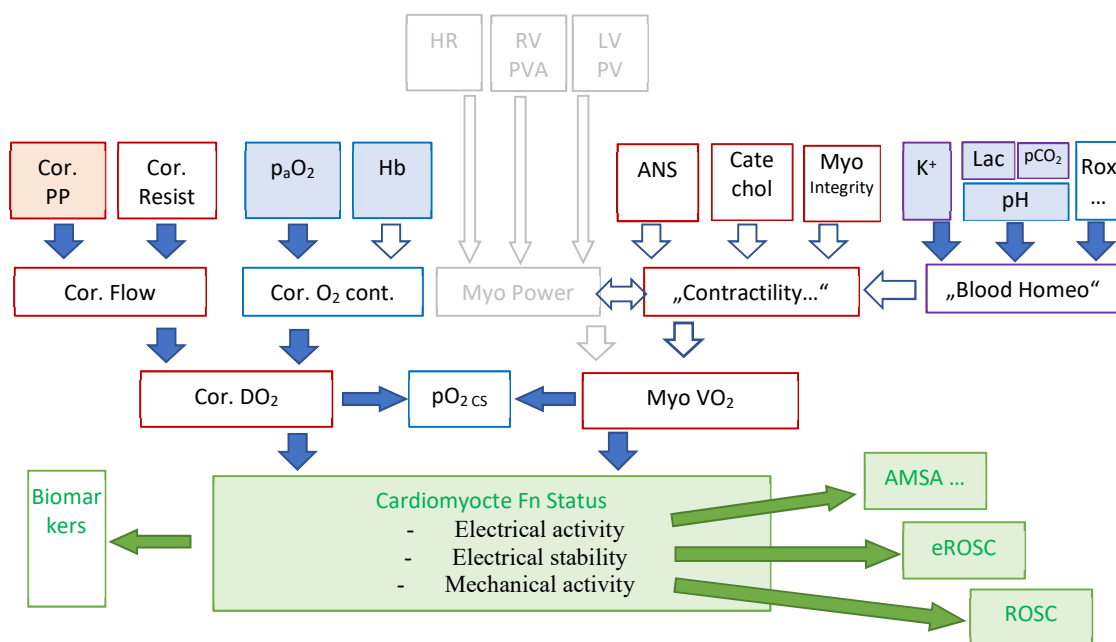 HR
RV
PVA
LV
PV
Cor.
PP
Cor.
Resist
pₐO₂
Hb
ANS
Cate
chol
Myo
Integrity
K⁺
Lac
pCO₂
pH
Rox
...
Cor. Flow
Cor. O₂ cont.
Myo Power
„Contractility...“
„Blood Homeo“
Cor. DO₂
pO₂ CS
Myo VO₂
Biomar
kers
Cardiomyocte Fn Status
- Electrical activity
- Electrical stability
- Mechanical activity
AMSA ...
eROSC
ROSC